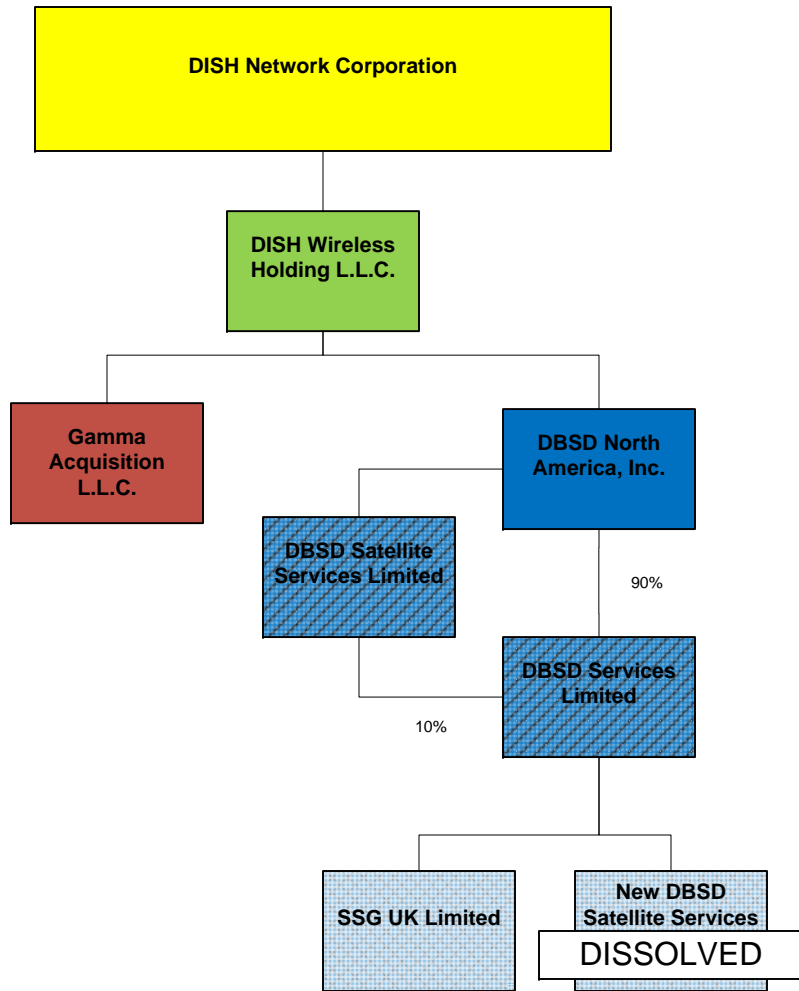 DISH Network Corporation
DISH Wireless
Holding L.L.C.
Gamma
Acquisition
L.L.C.
DBSD North
America, Inc.
DBSD Satellite
Services Limited
90%
DBSD Services
Limited
10%
SSG UK Limited
New DBSD
Satellite Services
DISSOLVED